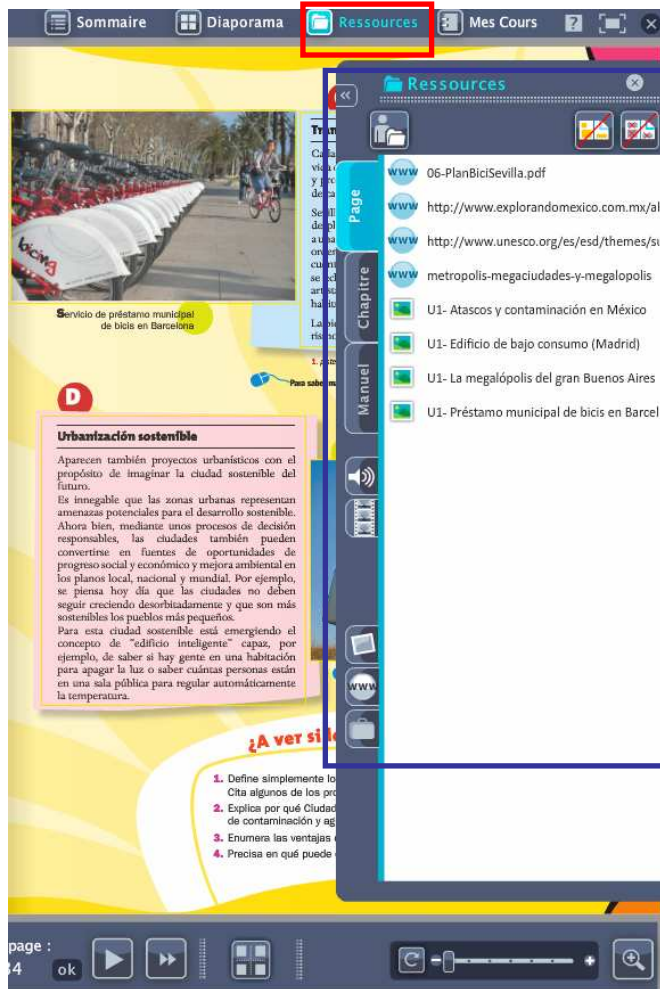 Sommaire Diaporama Ressources Mes Cours ?
bicing
Servicio de préstamo municipal
de bicis en Barcelona
Para saber
D
Urbanización sostenible
Aparecen también proyectos urbanísticos con el
propósito de imaginar la ciudad sostenible del
futuro.
Es innegable que las zonas urbanas representan
amenazas potenciales para el desarrollo sostenible.
Ahora bien, mediante unos procesos de decisión
responsables, las ciudades también pueden
convertirse en fuentes de oportunidades de
progreso social y económico y mejora ambiental en
los planos local, nacional y mundial. Por ejemplo,
se piensa hoy día que las ciudades no deben
seguir creciendo desorbitadamente y que son más
sostenibles los pueblos más pequeños.
Para esta ciudad sostenible está emergiendo el
concepto de "edificio inteligente" capaz, por
ejemplo, de saber si hay gente en una habitación
para apagar la luz o saber cuántas personas están
en una sala pública para regular automáticamente
la temperatura.
¿A ver si
1. Define simplemente
Cita algunos de los
2. Explica por qué Ciudad
de contaminación y
3. Enumera las ventajas
4. Precisa en qué puede
Ressources
Page
Chapitre
Manuel
www
www 06-PlanBiciSevilla.pdf
www http://www.explorandomexico.com.mx/a
www http://www.unesco.org/es/esd/themes/su
www metropolis-megaciudades-y-megalopolis
U1- Atascos y contaminación en México
U1- Edificio de bajo consumo (Madrid)
U1- La megalópolis del gran Buenos Aires
U1- Préstamo municipal de bicis en Barcel
page :
34 ok